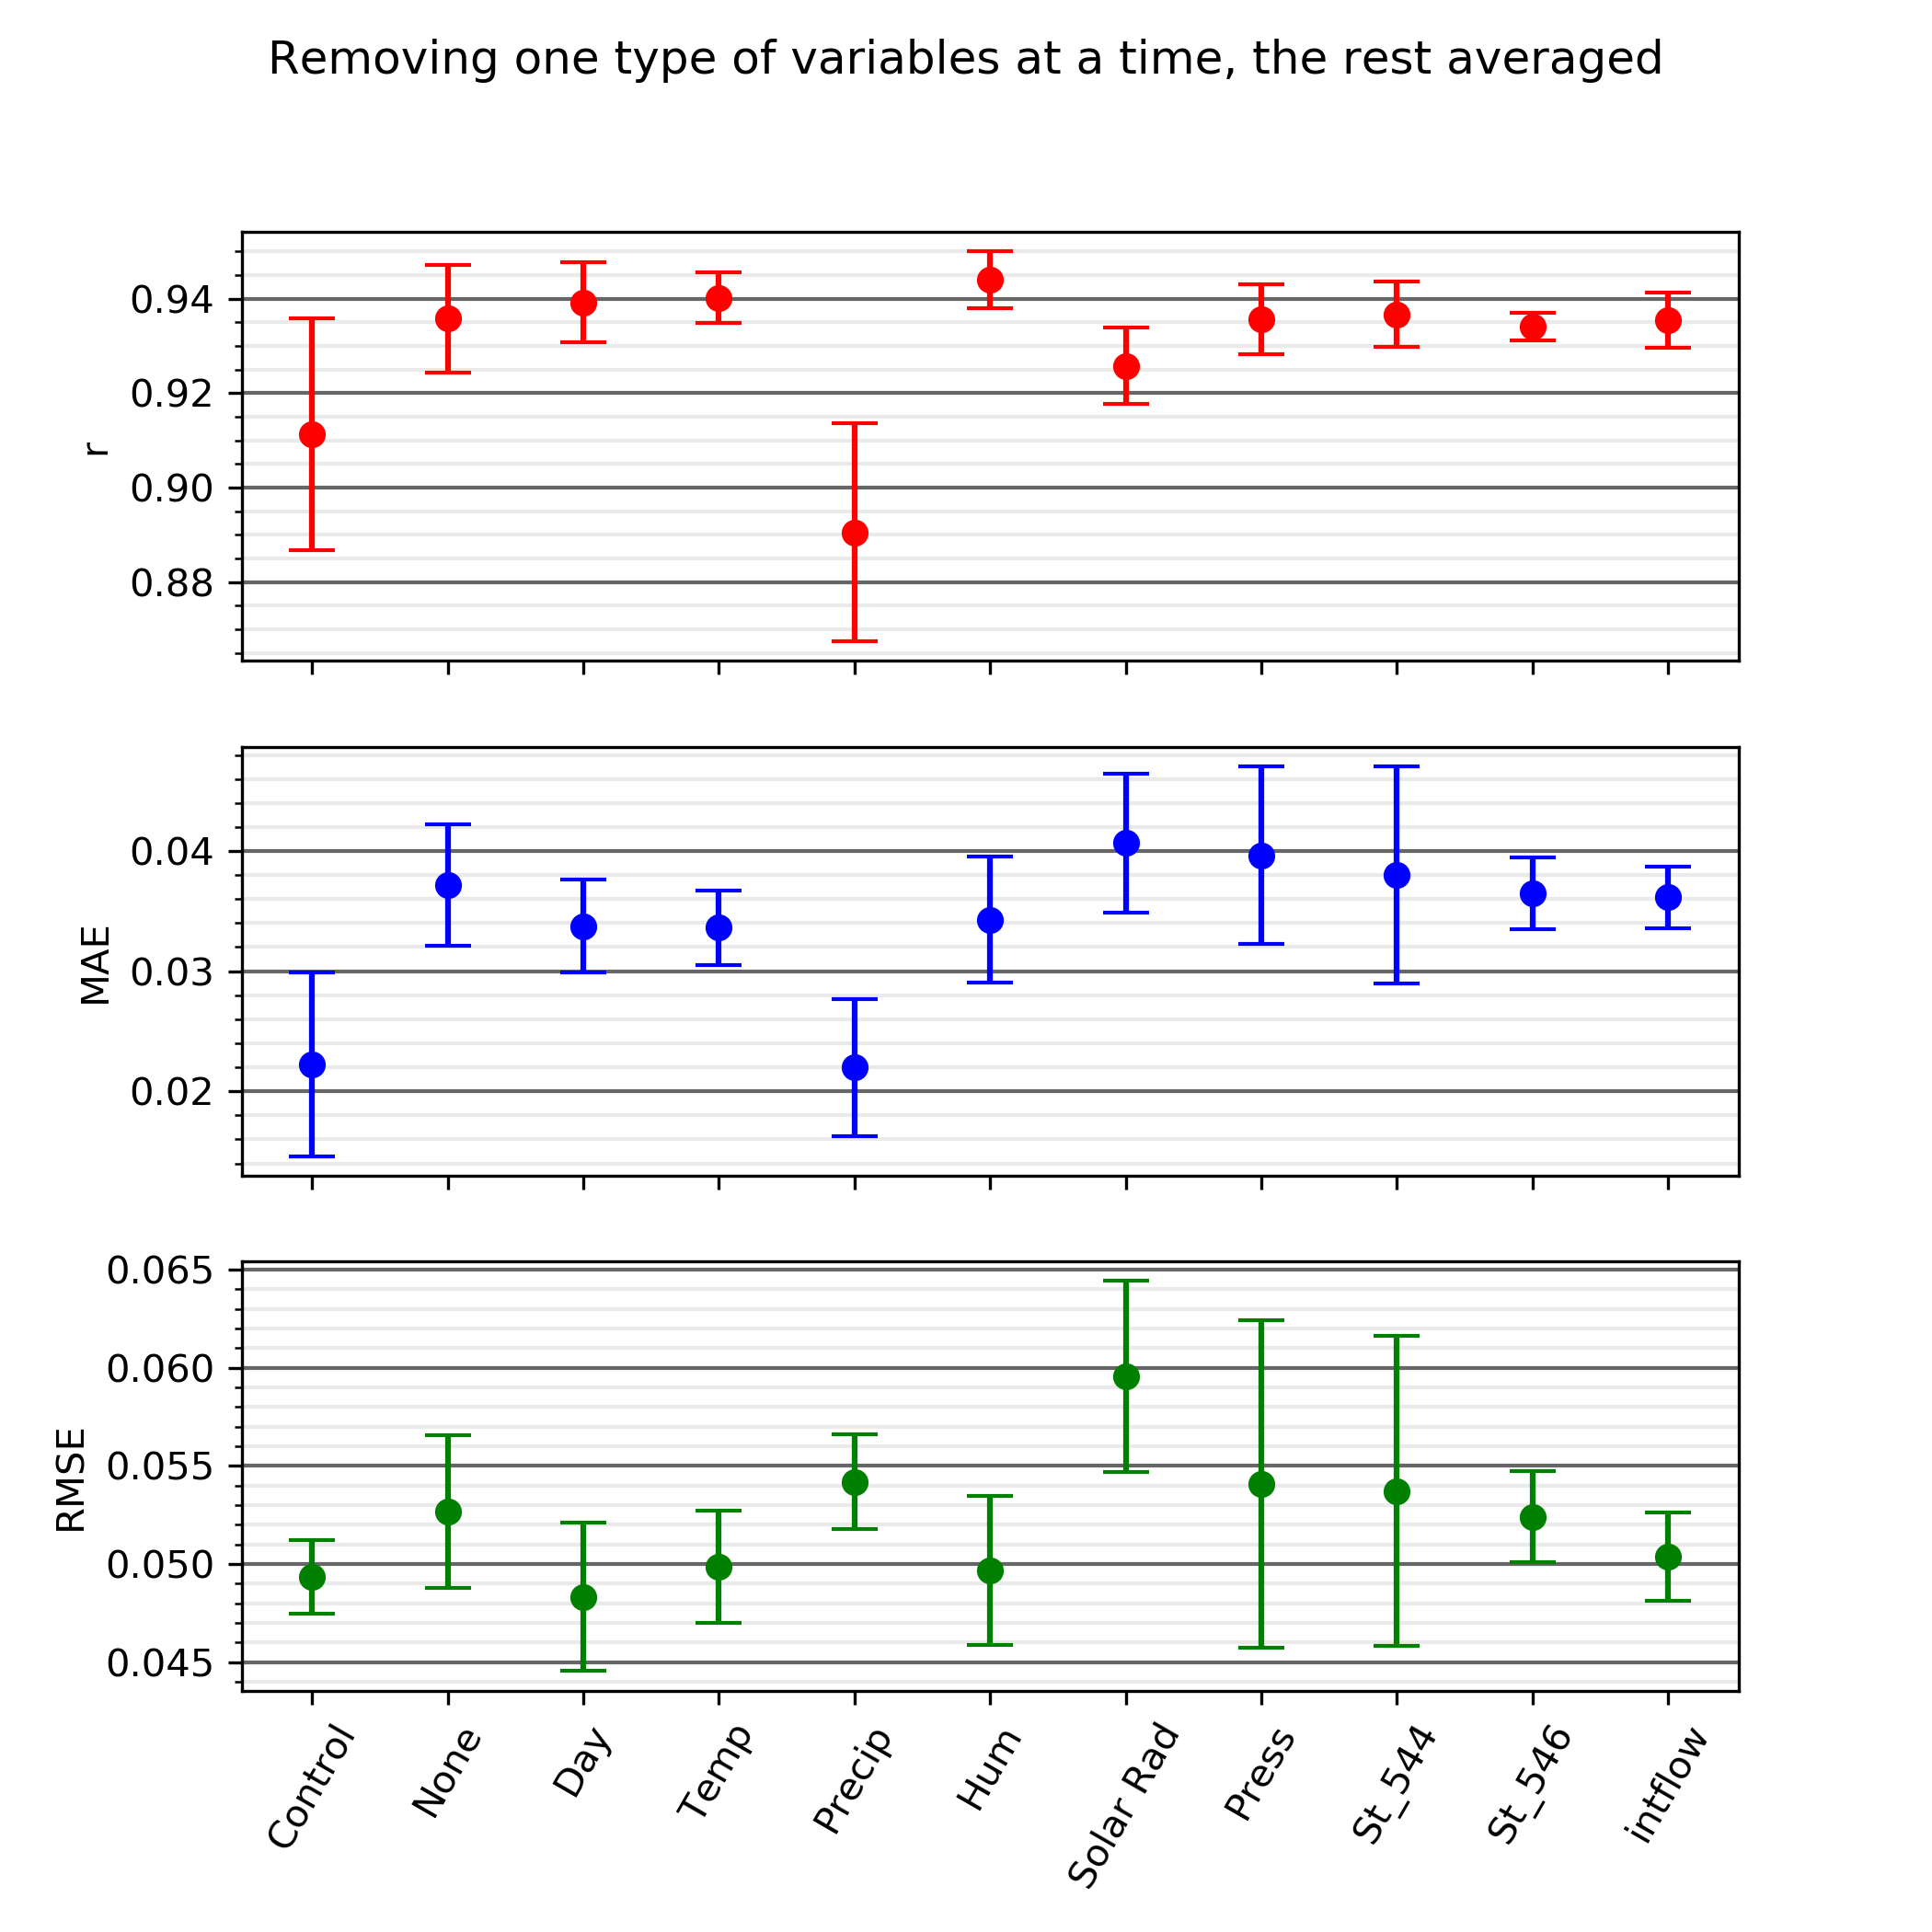 Removing one type of variables at a time, the rest averaged
r
0.94
0.92
0.90
0.88
MAE
0.04
0.03
0.02
RMSE
0.065
0.060
0.055
0.050
0.045
Control
None
Day
Temp
Precip
Hum
Solar Rad
Press
St_544
St_546
intflow